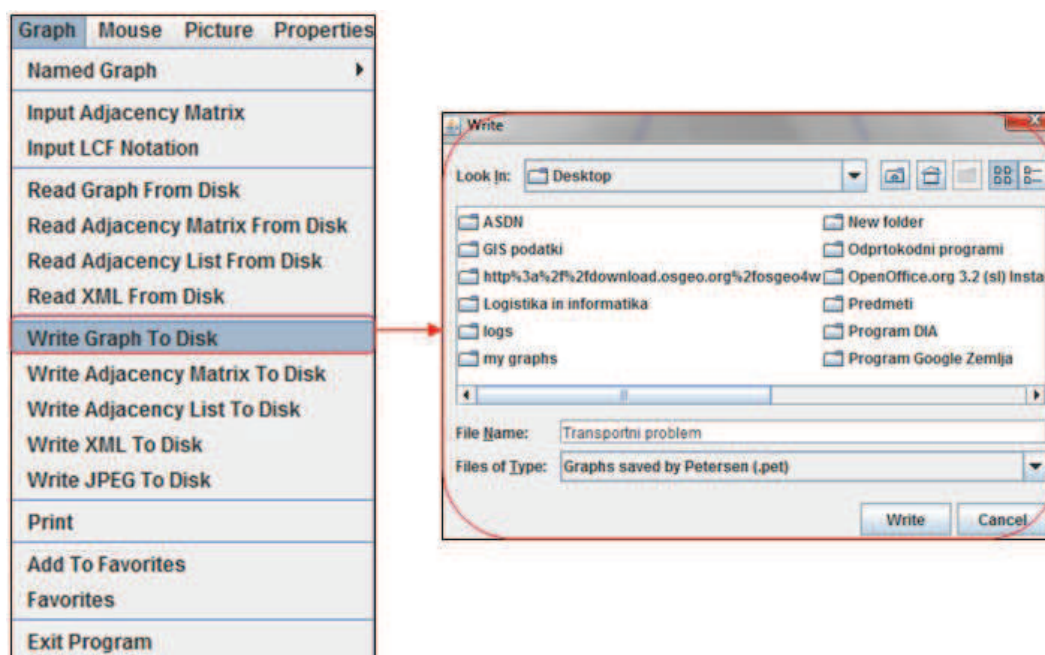 Graph Mouse Picture Properties
Named Graph
Input Adjacency Matrix
Input LCF Notation
Read Graph From Disk
Read Adjacency Matrix From Disk
Read Adjacency List From Disk
Read XML From Disk
Write Graph To Disk
Write Adjacency Matrix To Disk
Write Adjacency List To Disk
Write XML To Disk
Write JPEG To Disk
Print
Add To Favorites
Favorites
Exit Program
Write
Look In: Desktop
ASDN
GIS podatki
http%3a%2f%2fdownload.osgeo.org%2fosgeo4w
Logistika in informatika
logs
my graphs
New folder
Odprtokodni programi
OpenOffice.org 3.2 (sl) Insta
Predmeti
Program DIA
Program Google Zemlja
File Name: Transportni problem
Files of Type: Graphs saved by Petersen (.pet)
Write Cancel